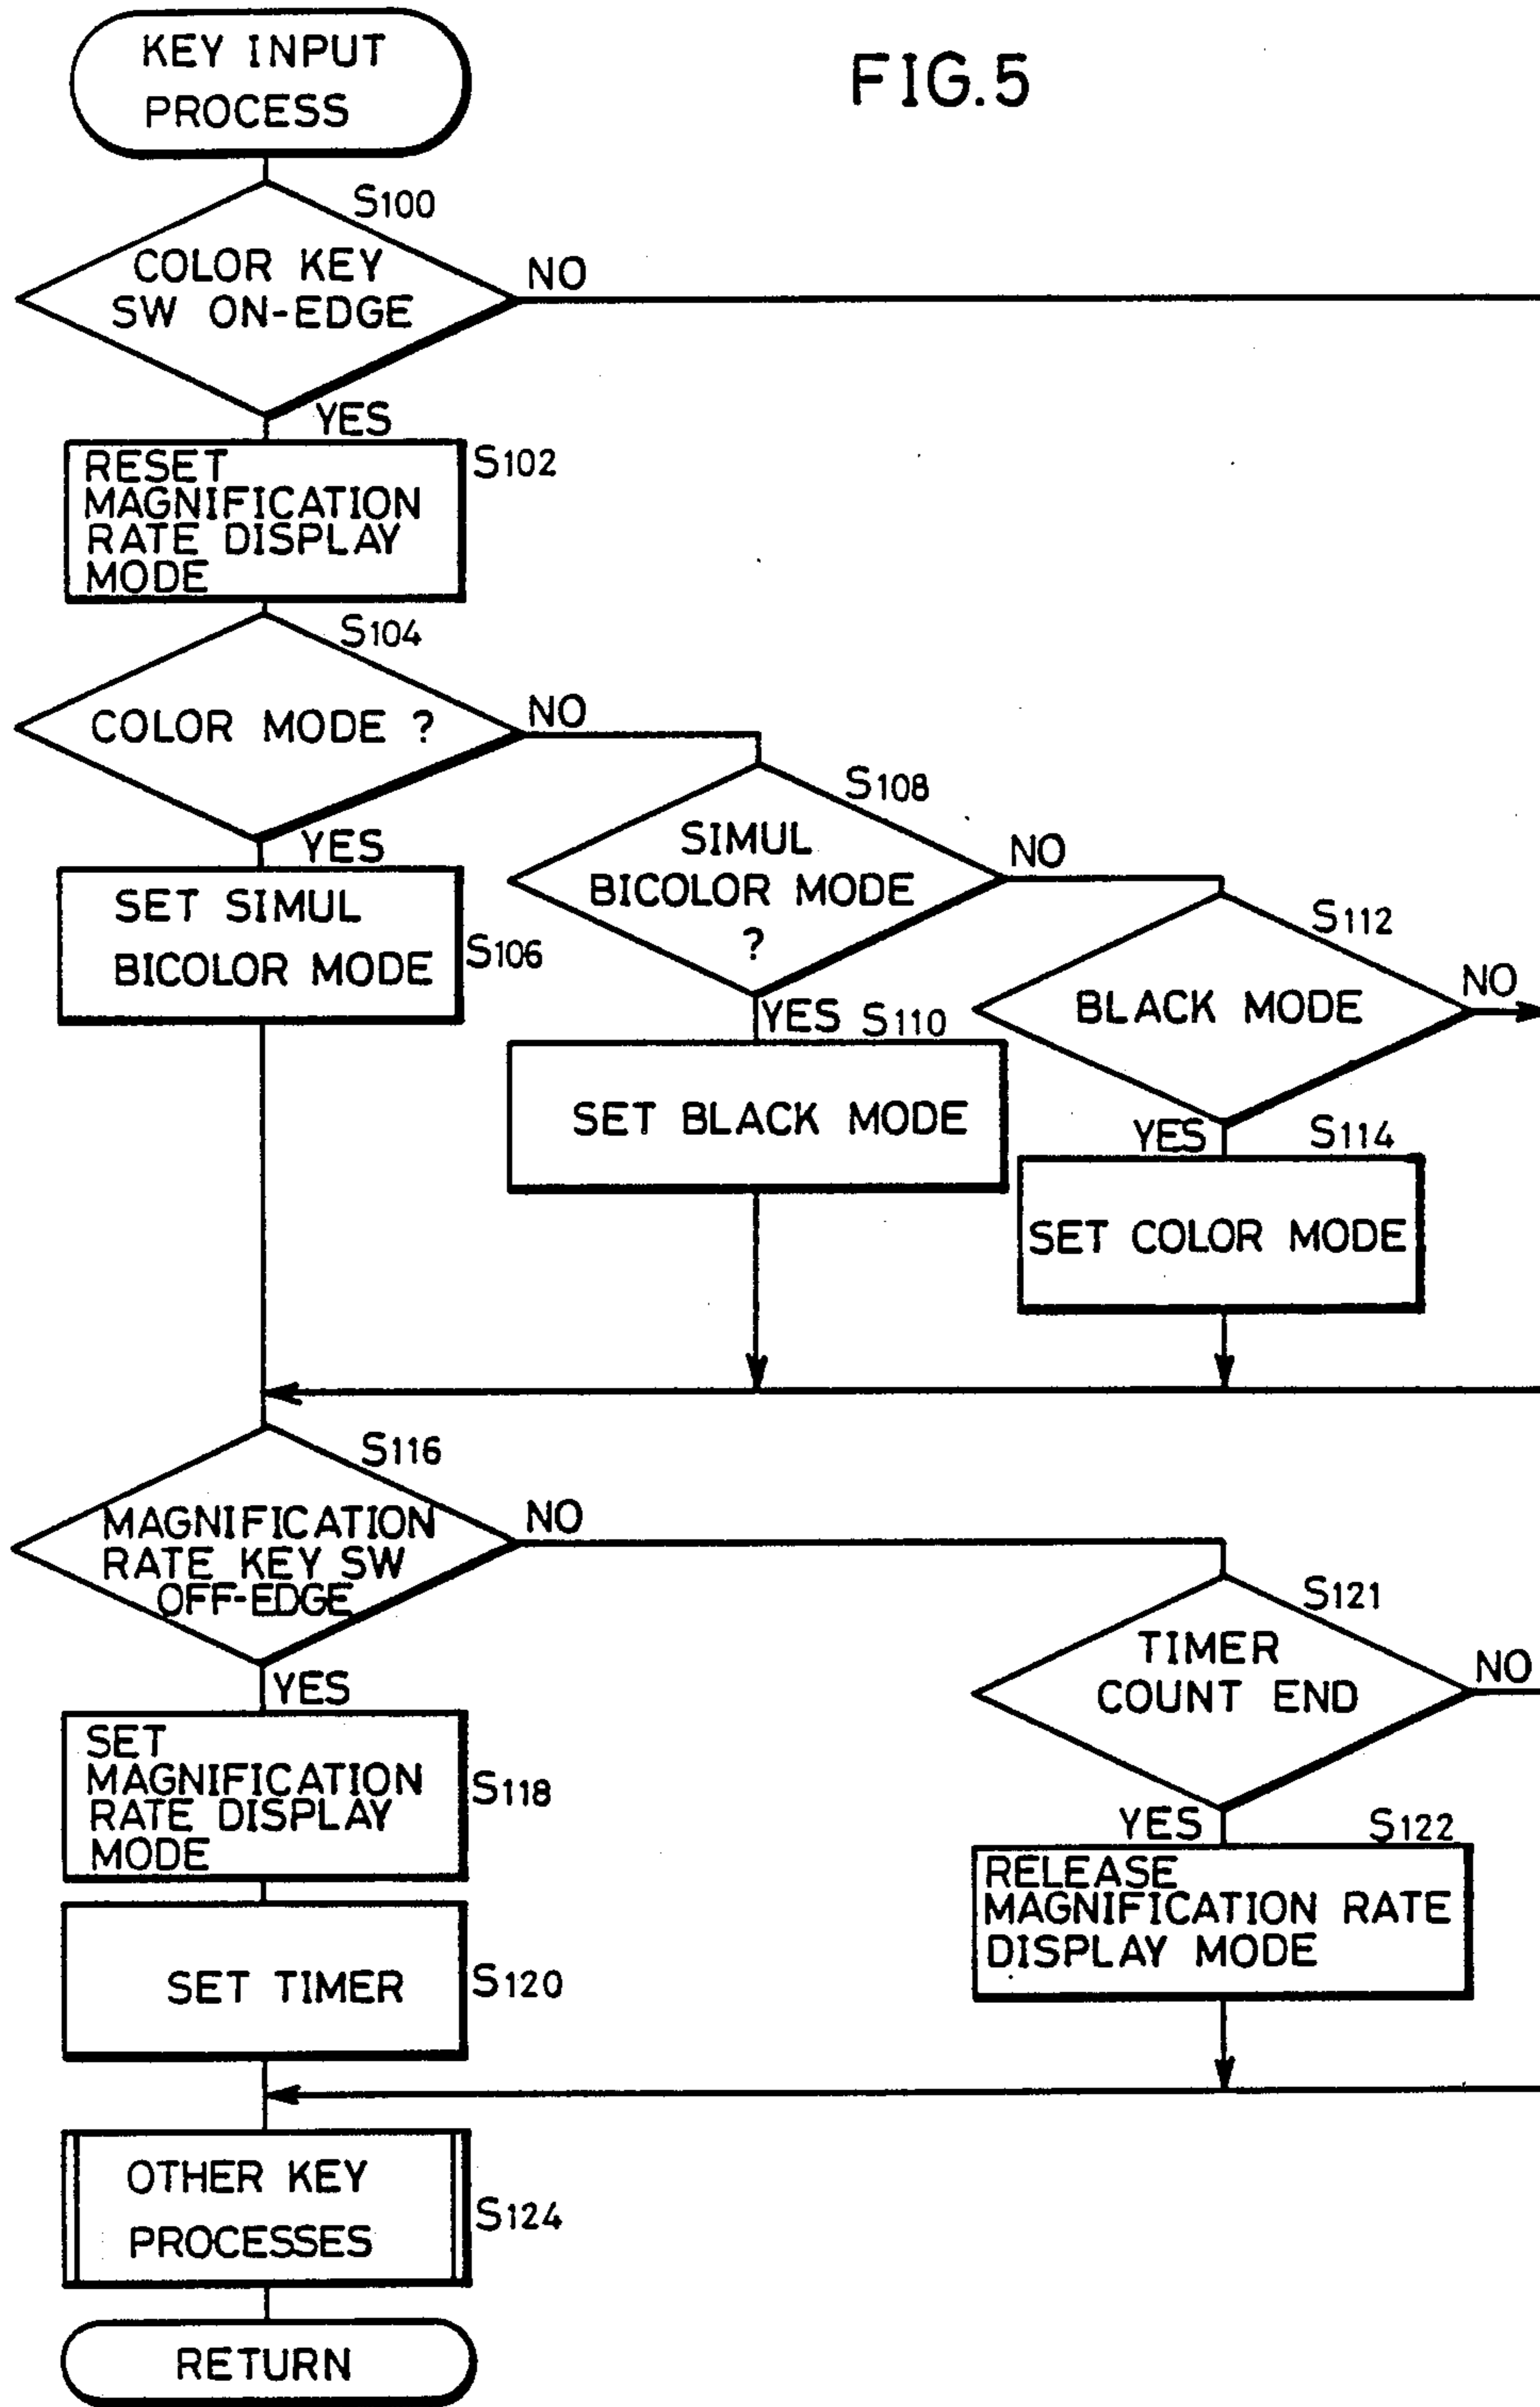 KEY INPUT
PROCESS
FIG.5
S100
COLOR KEY
SW ON-EDGE
NO
YES
RESET
MAGNIFICATION
RATE DISPLAY
MODE
S102
S104
COLOR MODE ?
NO
YES
SET SIMUL
BICOLOR MODE
S106
S108
SIMUL
BICOLOR MODE
?
NO
YES
S110
SET BLACK MODE
S112
BLACK MODE
NO
YES
S114
SET COLOR MODE
S116
MAGNIFICATION
RATE KEY SW
OFF-EDGE
NO
YES
SET
MAGNIFICATION
RATE DISPLAY
MODE
S118
SET TIMER
S120
S121
TIMER
COUNT END
NO
YES
S122
RELEASE
MAGNIFICATION RATE
DISPLAY MODE
OTHER KEY
PROCESSES
S124
RETURN